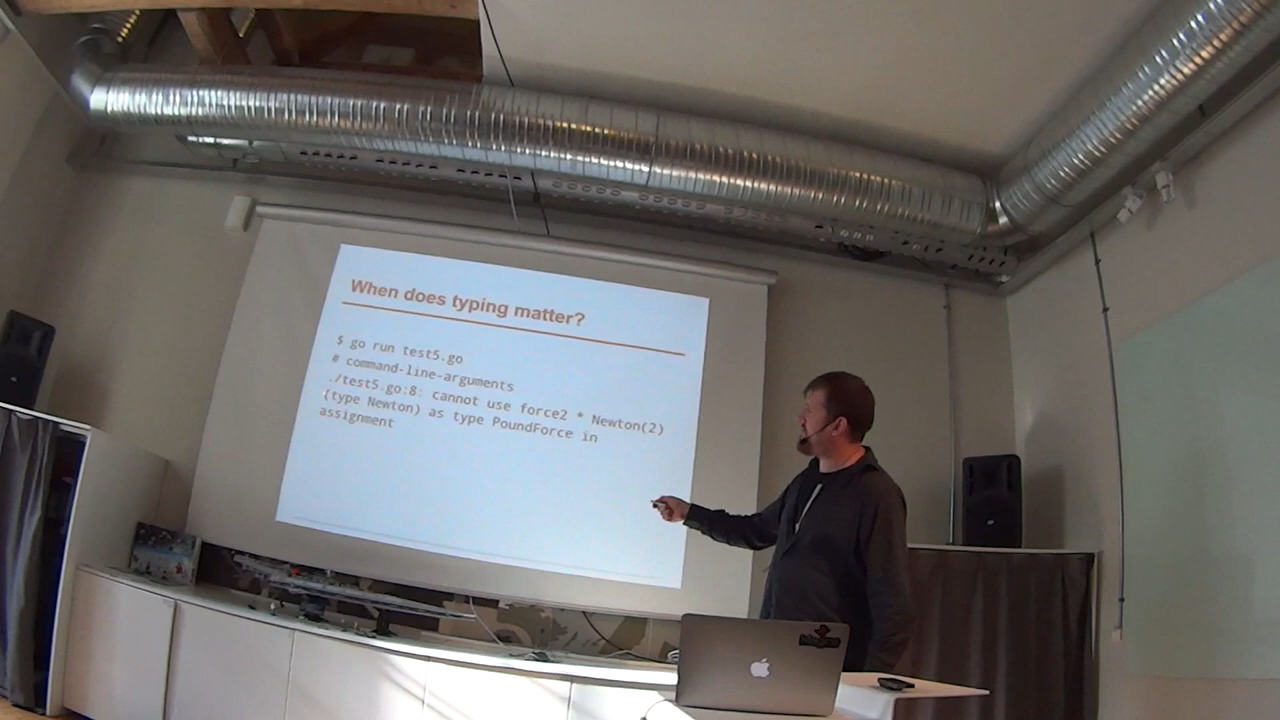 When does typing matter?
$ go run test5.go
# command-line-arguments
./test5.go:8: cannot use force2 * Newton(2)
(type Newton) as type PoundForce in
assignment